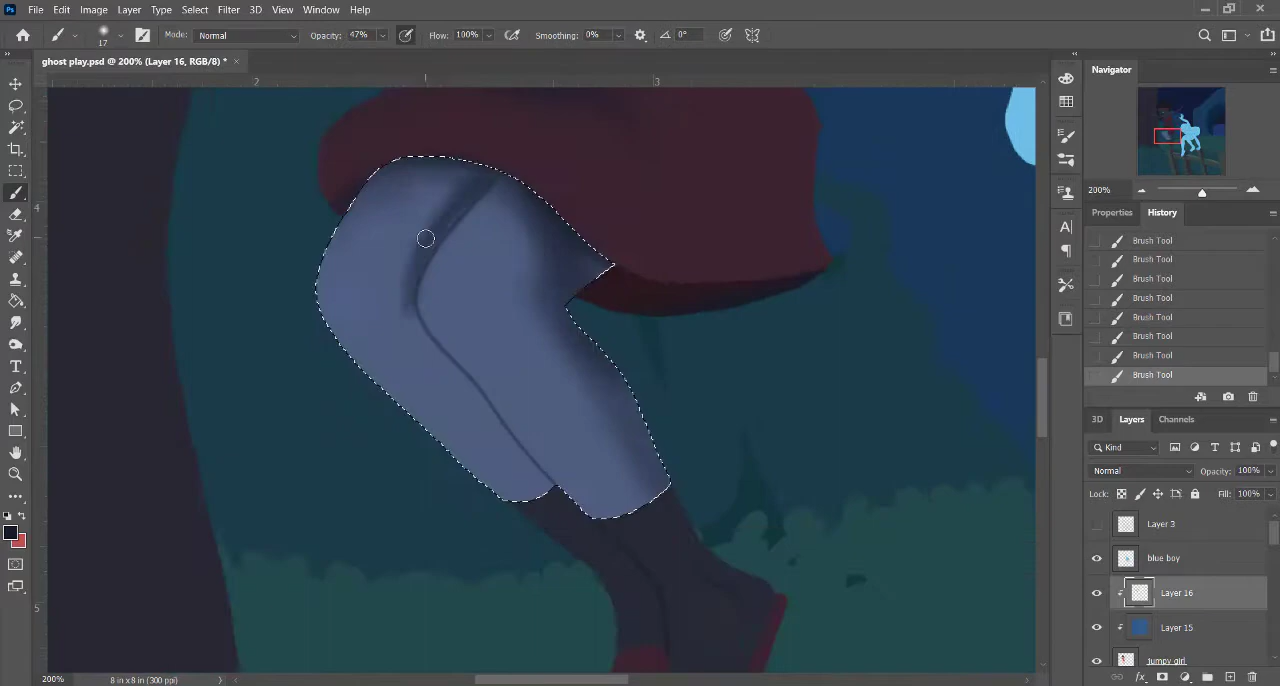 Ps File Edit Image Layer Type Select Filter 3D View Window Help
17 Mode: Normal Opacity: 47% Flow: 100% Smoothing: 0% 0°
ghost play.psd @ 200% (Layer 16, RGB/8) * ×
2 3
4
5
Navigator
200%
Properties History
Brush Tool
Brush Tool
Brush Tool
Brush Tool
Brush Tool
Brush Tool
Brush Tool
Brush Tool
3D Layers Channels
Kind
Normal Opacity: 100%
Lock: Fill: 100%
Layer 3
blue boy
Layer 16
Layer 15
jumpy girl
200% 8 in x 8 in (300 ppi)